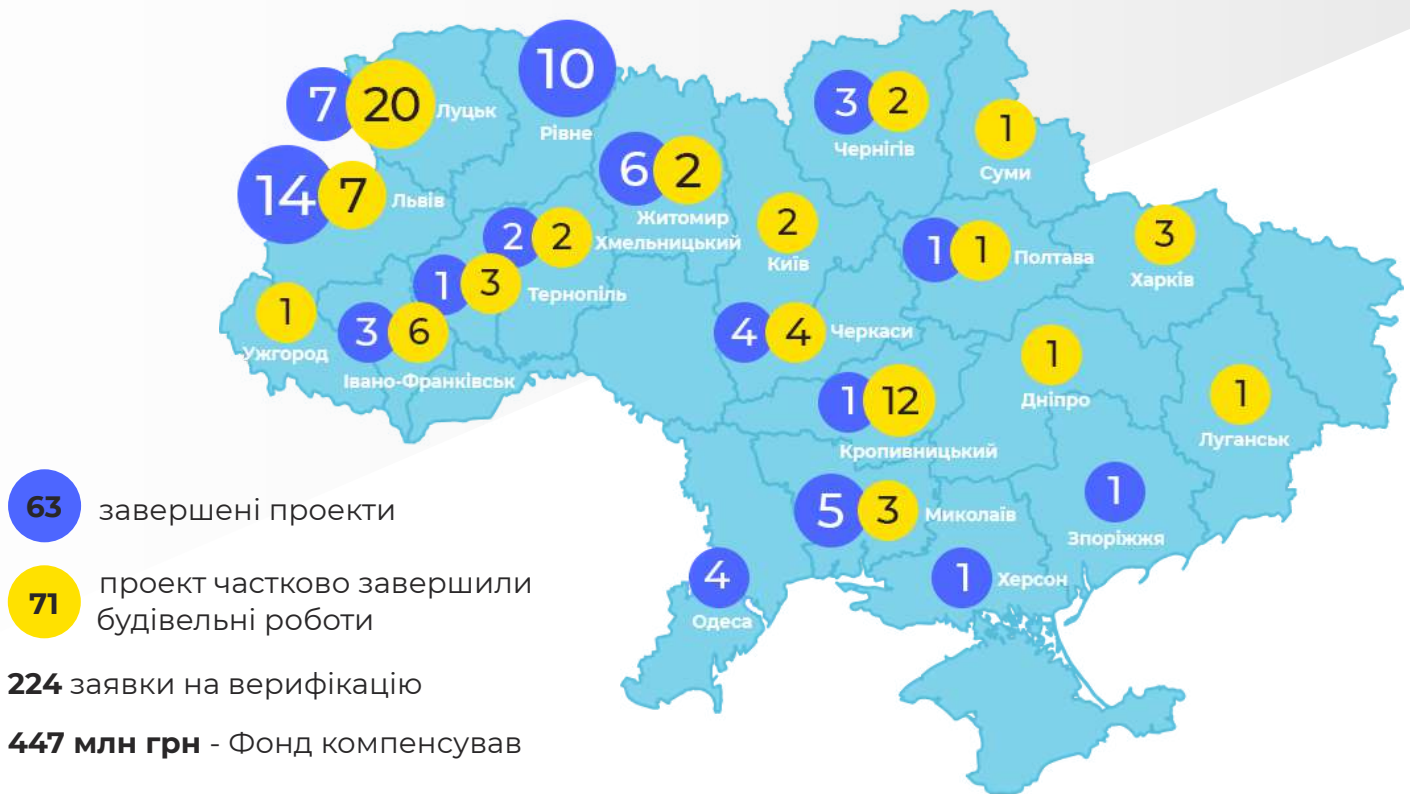 10
7
20
Луцьк
Рівне
3
2
Чернігів
1
Суми
14
7
Львів
6
2
Житомир
2
2
Хмельницький
2
Київ
1
1
Полтава
3
Харків
1
3
Тернопіль
1
Ужгород
3
6
Івано-Франківськ
4
4
Черкаси
1
Дніпро
1
12
Кропивницький
1
Луганськ
5
3
Миколаїв
1
Зпоріжжя
4
Одеса
1
Херсон
63
завершені проекти
71
проект частково завершили
будівельні роботи
224 заявки на верифікацію
447 млн грн - Фонд компенсував